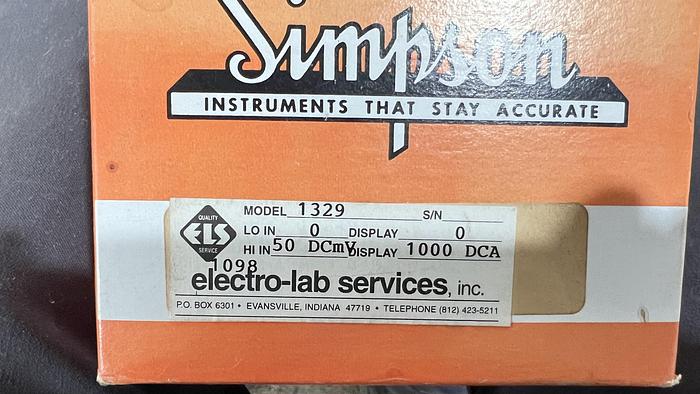 Simpson
INSTRUMENTS THAT STAY ACCURATE
QUALITY
ELS
SERVICE
MODEL 1329 S/N
LO IN 0 DISPLAY 0
HI IN 50 DCmV DISPLAY 1000 DCA
1098
electro-lab services, inc.
P.O. BOX 6301 • EVANSVILLE, INDIANA 47719 • TELEPHONE (812) 423-5211